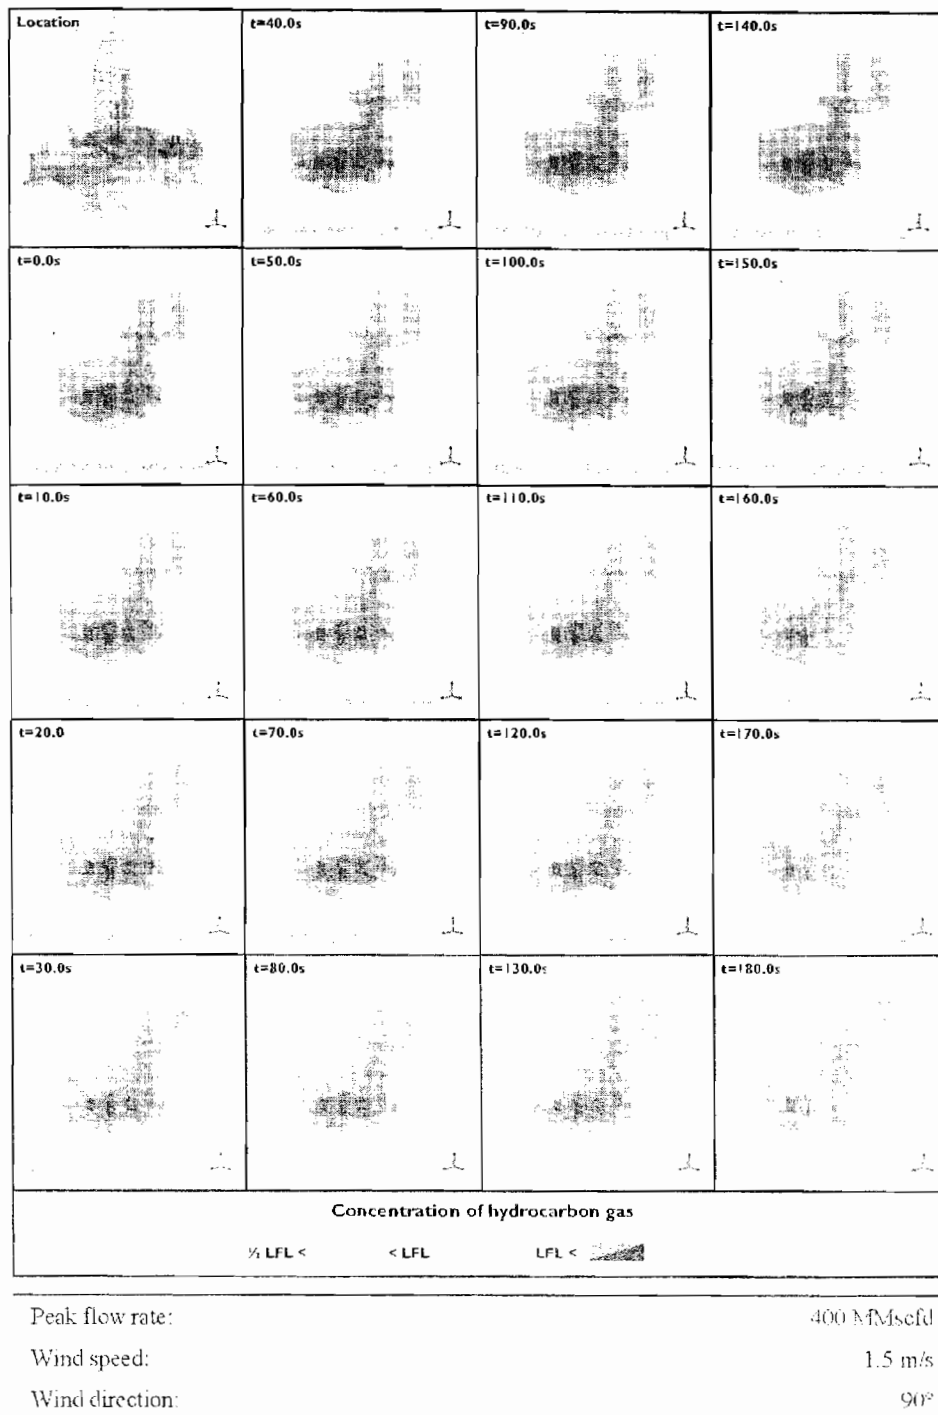 Location
t=40.0s
t=90.0s
t=140.0s
t=0.0s
t=50.0s
t=100.0s
t=150.0s
t=10.0s
t=60.0s
t=110.0s
t=160.0s
t=20.0
t=70.0s
t=120.0s
t=170.0s
t=30.0s
t=80.0s
t=130.0s
t=180.0s
Concentration of hydrocarbon gas
½ LFL < < LFL LFL <
Peak flow rate: 400 MMscfd
Wind speed: 1.5 m/s
Wind direction: 90°